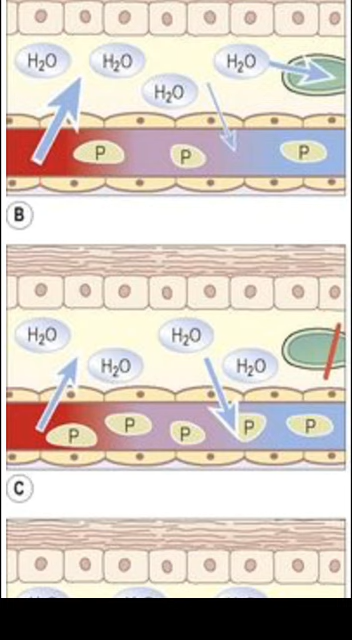 H₂O H₂O H₂O
H₂O
P P P
B
H₂O H₂O
H₂O H₂O
P P P P P
C